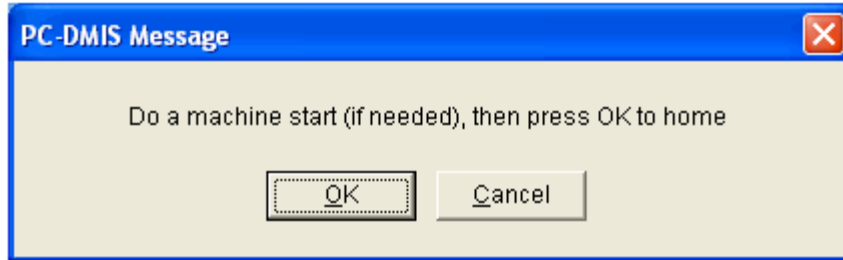 PC-DMIS Message
Do a machine start (if needed), then press OK to home
OK
Cancel